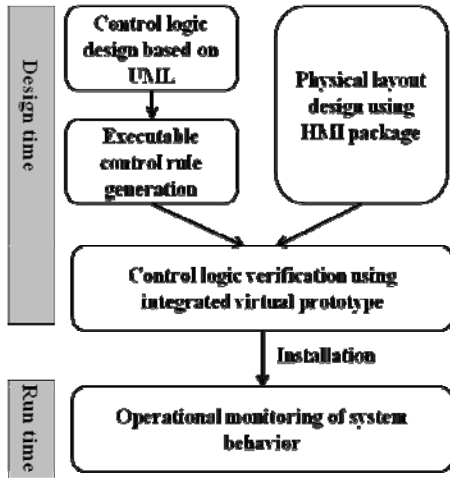 Design time
Control logic
design based on
UML
Executable
control rule
generation
Physical layout
design using
HMI package
Control logic verification using
integrated virtual prototype
Installation
Run time
Operational monitoring of system
behavior